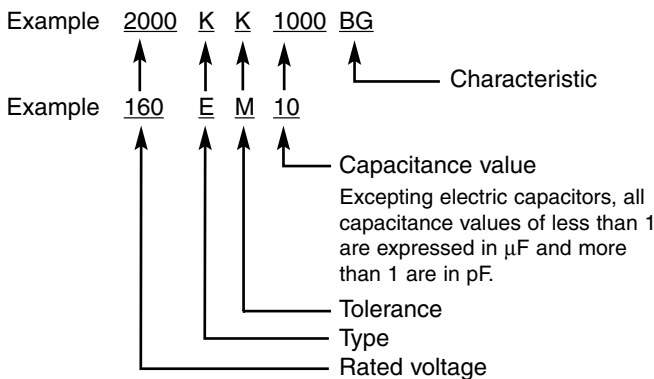 Example 2000 K K 1000 BG
Characteristic
Example 160 E M 10
Capacitance value
Excepting electric capacitors, all
capacitance values of less than 1
are expressed in μF and more
than 1 are in pF.
Tolerance
Type
Rated voltage